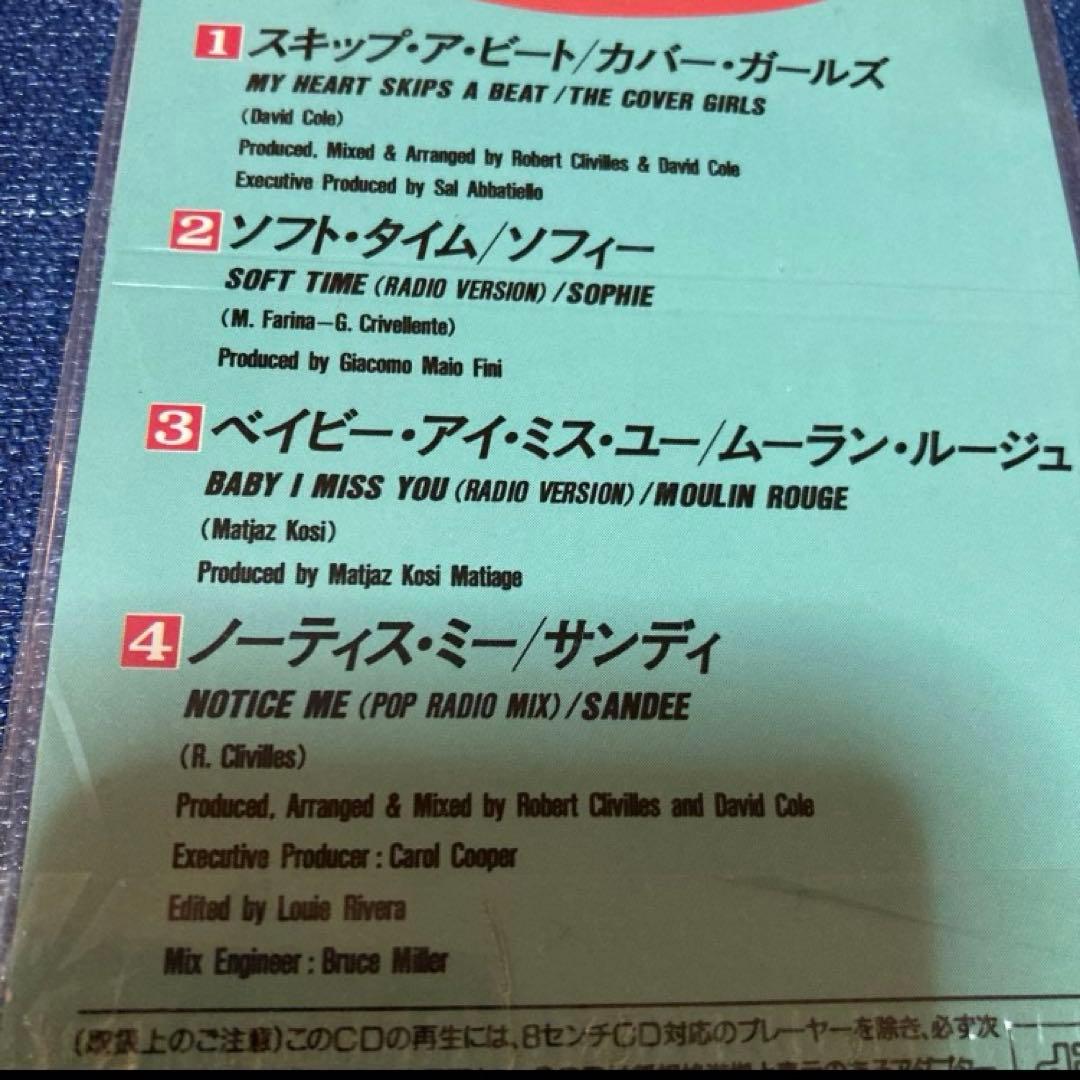 1 スキップ・ア・ビート/カバー・ガールズ
MY HEART SKIPS A BEAT/THE COVER GIRLS
(David Cole)
Produced, Mixed & Arranged by Robert Clivilles & David Cole
Executive Produced by Sal Abbatiello
2 ソフト・タイム/ソフィー
SOFT TIME (RADIO VERSION)/SOPHIE
(M. Farina—G. Crivellente)
Produced by Giacomo Maio Fini
3 ベイビー・アイ・ミス・ユー/ムーラン・ルージュ
BABY I MISS YOU (RADIO VERSION)/MOULIN ROUGE
(Matjaz Kosi)
Produced by Matjaz Kosi Matiage
4 ノーティス・ミー/サンディ
NOTICE ME (POP RADIO MIX)/SANDEE
(R. Clivilles)
Produced, Arranged & Mixed by Robert Clivilles and David Cole
Executive Producer : Carol Cooper
Edited by Louie Rivera
Mix Engineer : Bruce Miller
(取扱上のご注意)このCDの再生には、8センチCD対応のプレーヤーを除き、必ず次